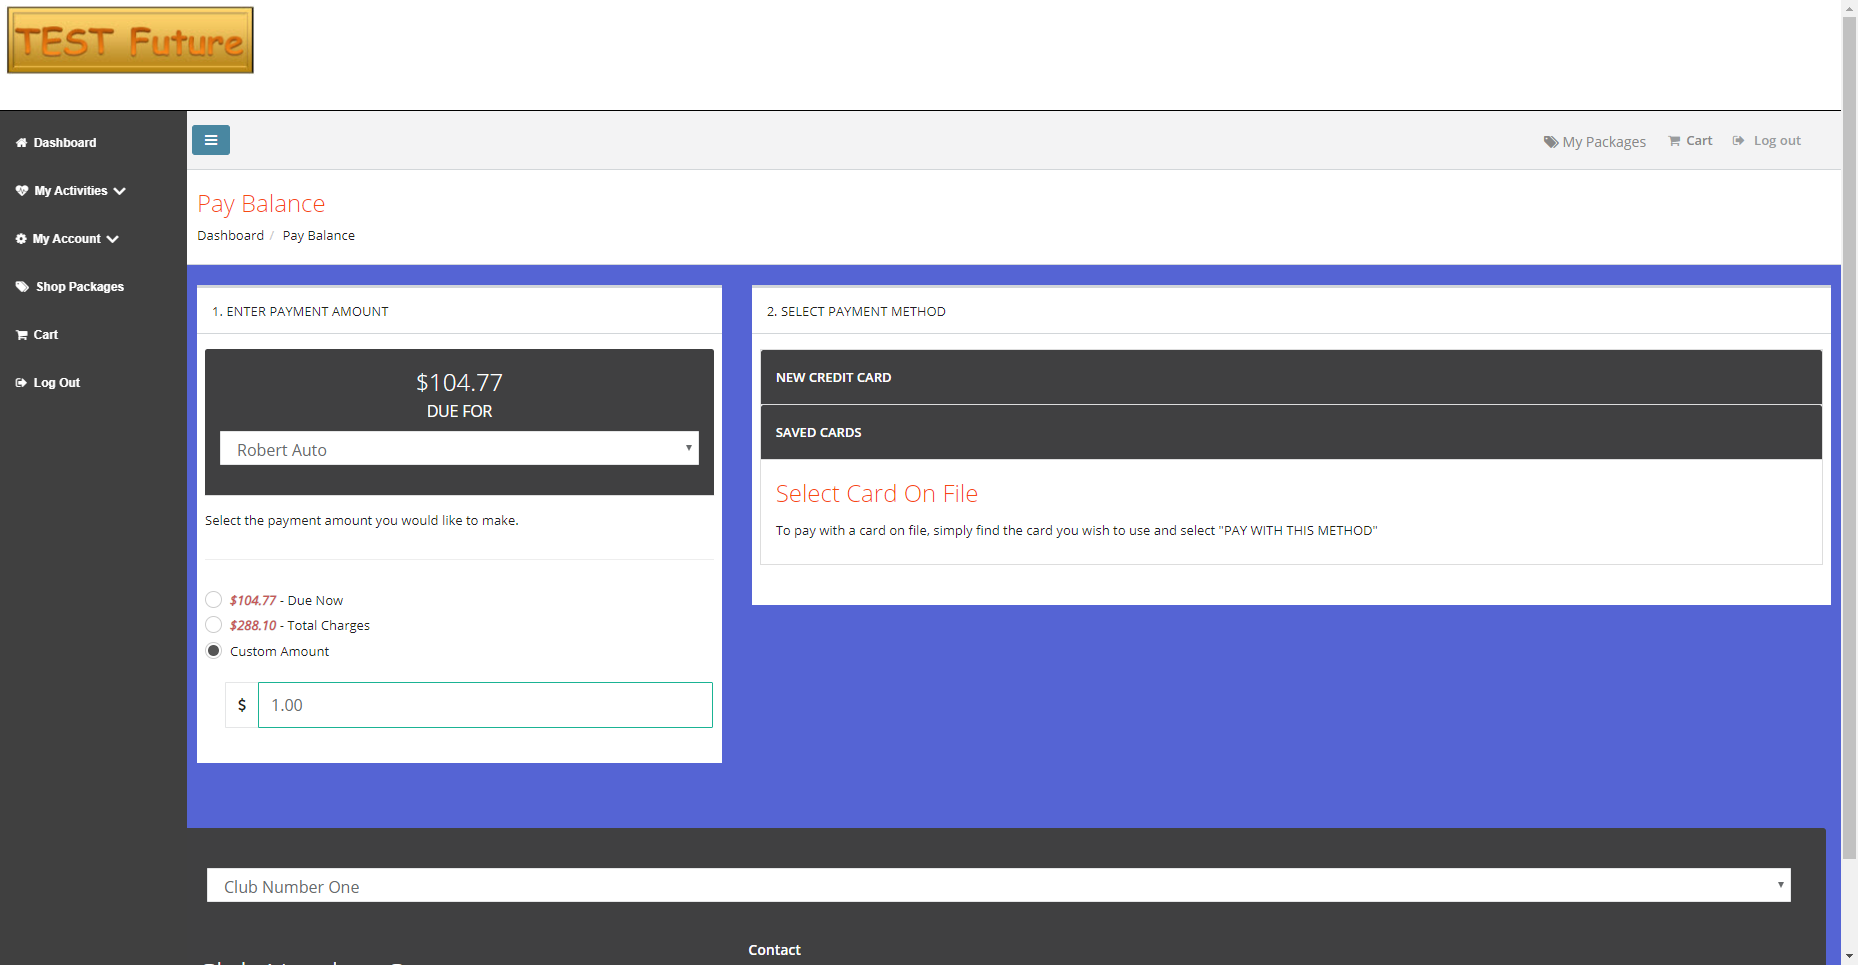 TEST Future
Dashboard
My Activities
My Account
Shop Packages
Cart
Log Out
My Packages
Cart
Log out
Pay Balance
Dashboard / Pay Balance
1. ENTER PAYMENT AMOUNT
$104.77
DUE FOR
Robert Auto
Select the payment amount you would like to make.
$104.77 - Due Now
$288.10 - Total Charges
Custom Amount
$ 1.00
2. SELECT PAYMENT METHOD
NEW CREDIT CARD
SAVED CARDS
Select Card On File
To pay with a card on file, simply find the card you wish to use and select "PAY WITH THIS METHOD"
Club Number One
Contact